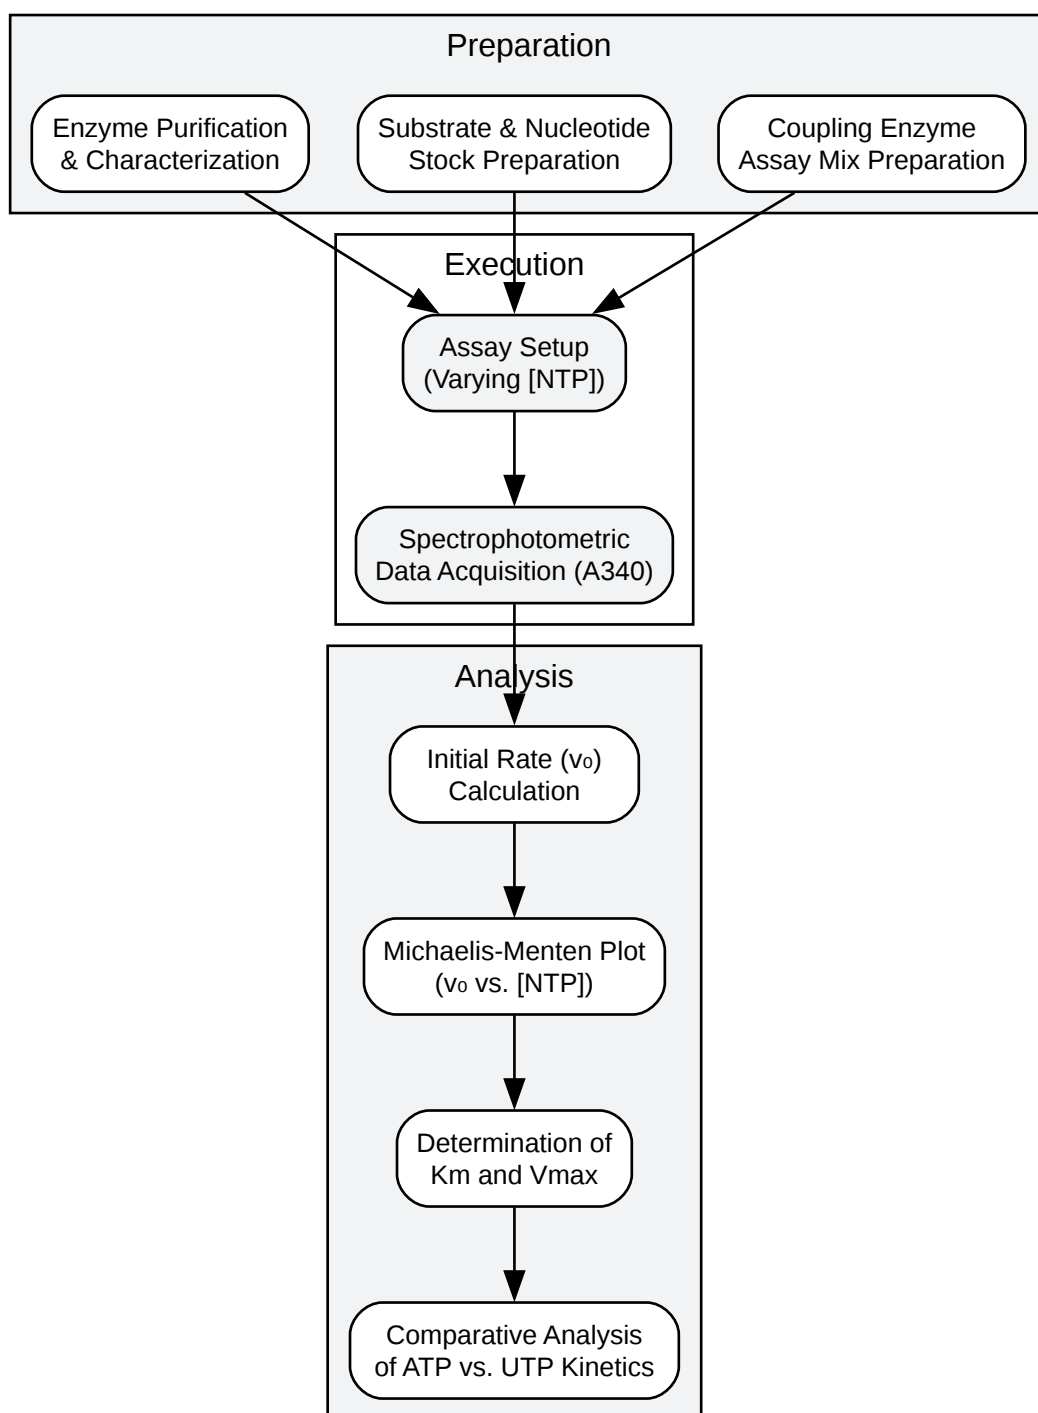 Preparation
Enzyme Purification
& Characterization
Substrate & Nucleotide
Stock Preparation
Coupling Enzyme
Assay Mix Preparation
Execution
Assay Setup
(Varying [NTP])
Spectrophotometric
Data Acquisition (A340)
Analysis
Initial Rate (v₀)
Calculation
Michaelis-Menten Plot
(v₀ vs. [NTP])
Determination of
Km and Vmax
Comparative Analysis
of ATP vs. UTP Kinetics